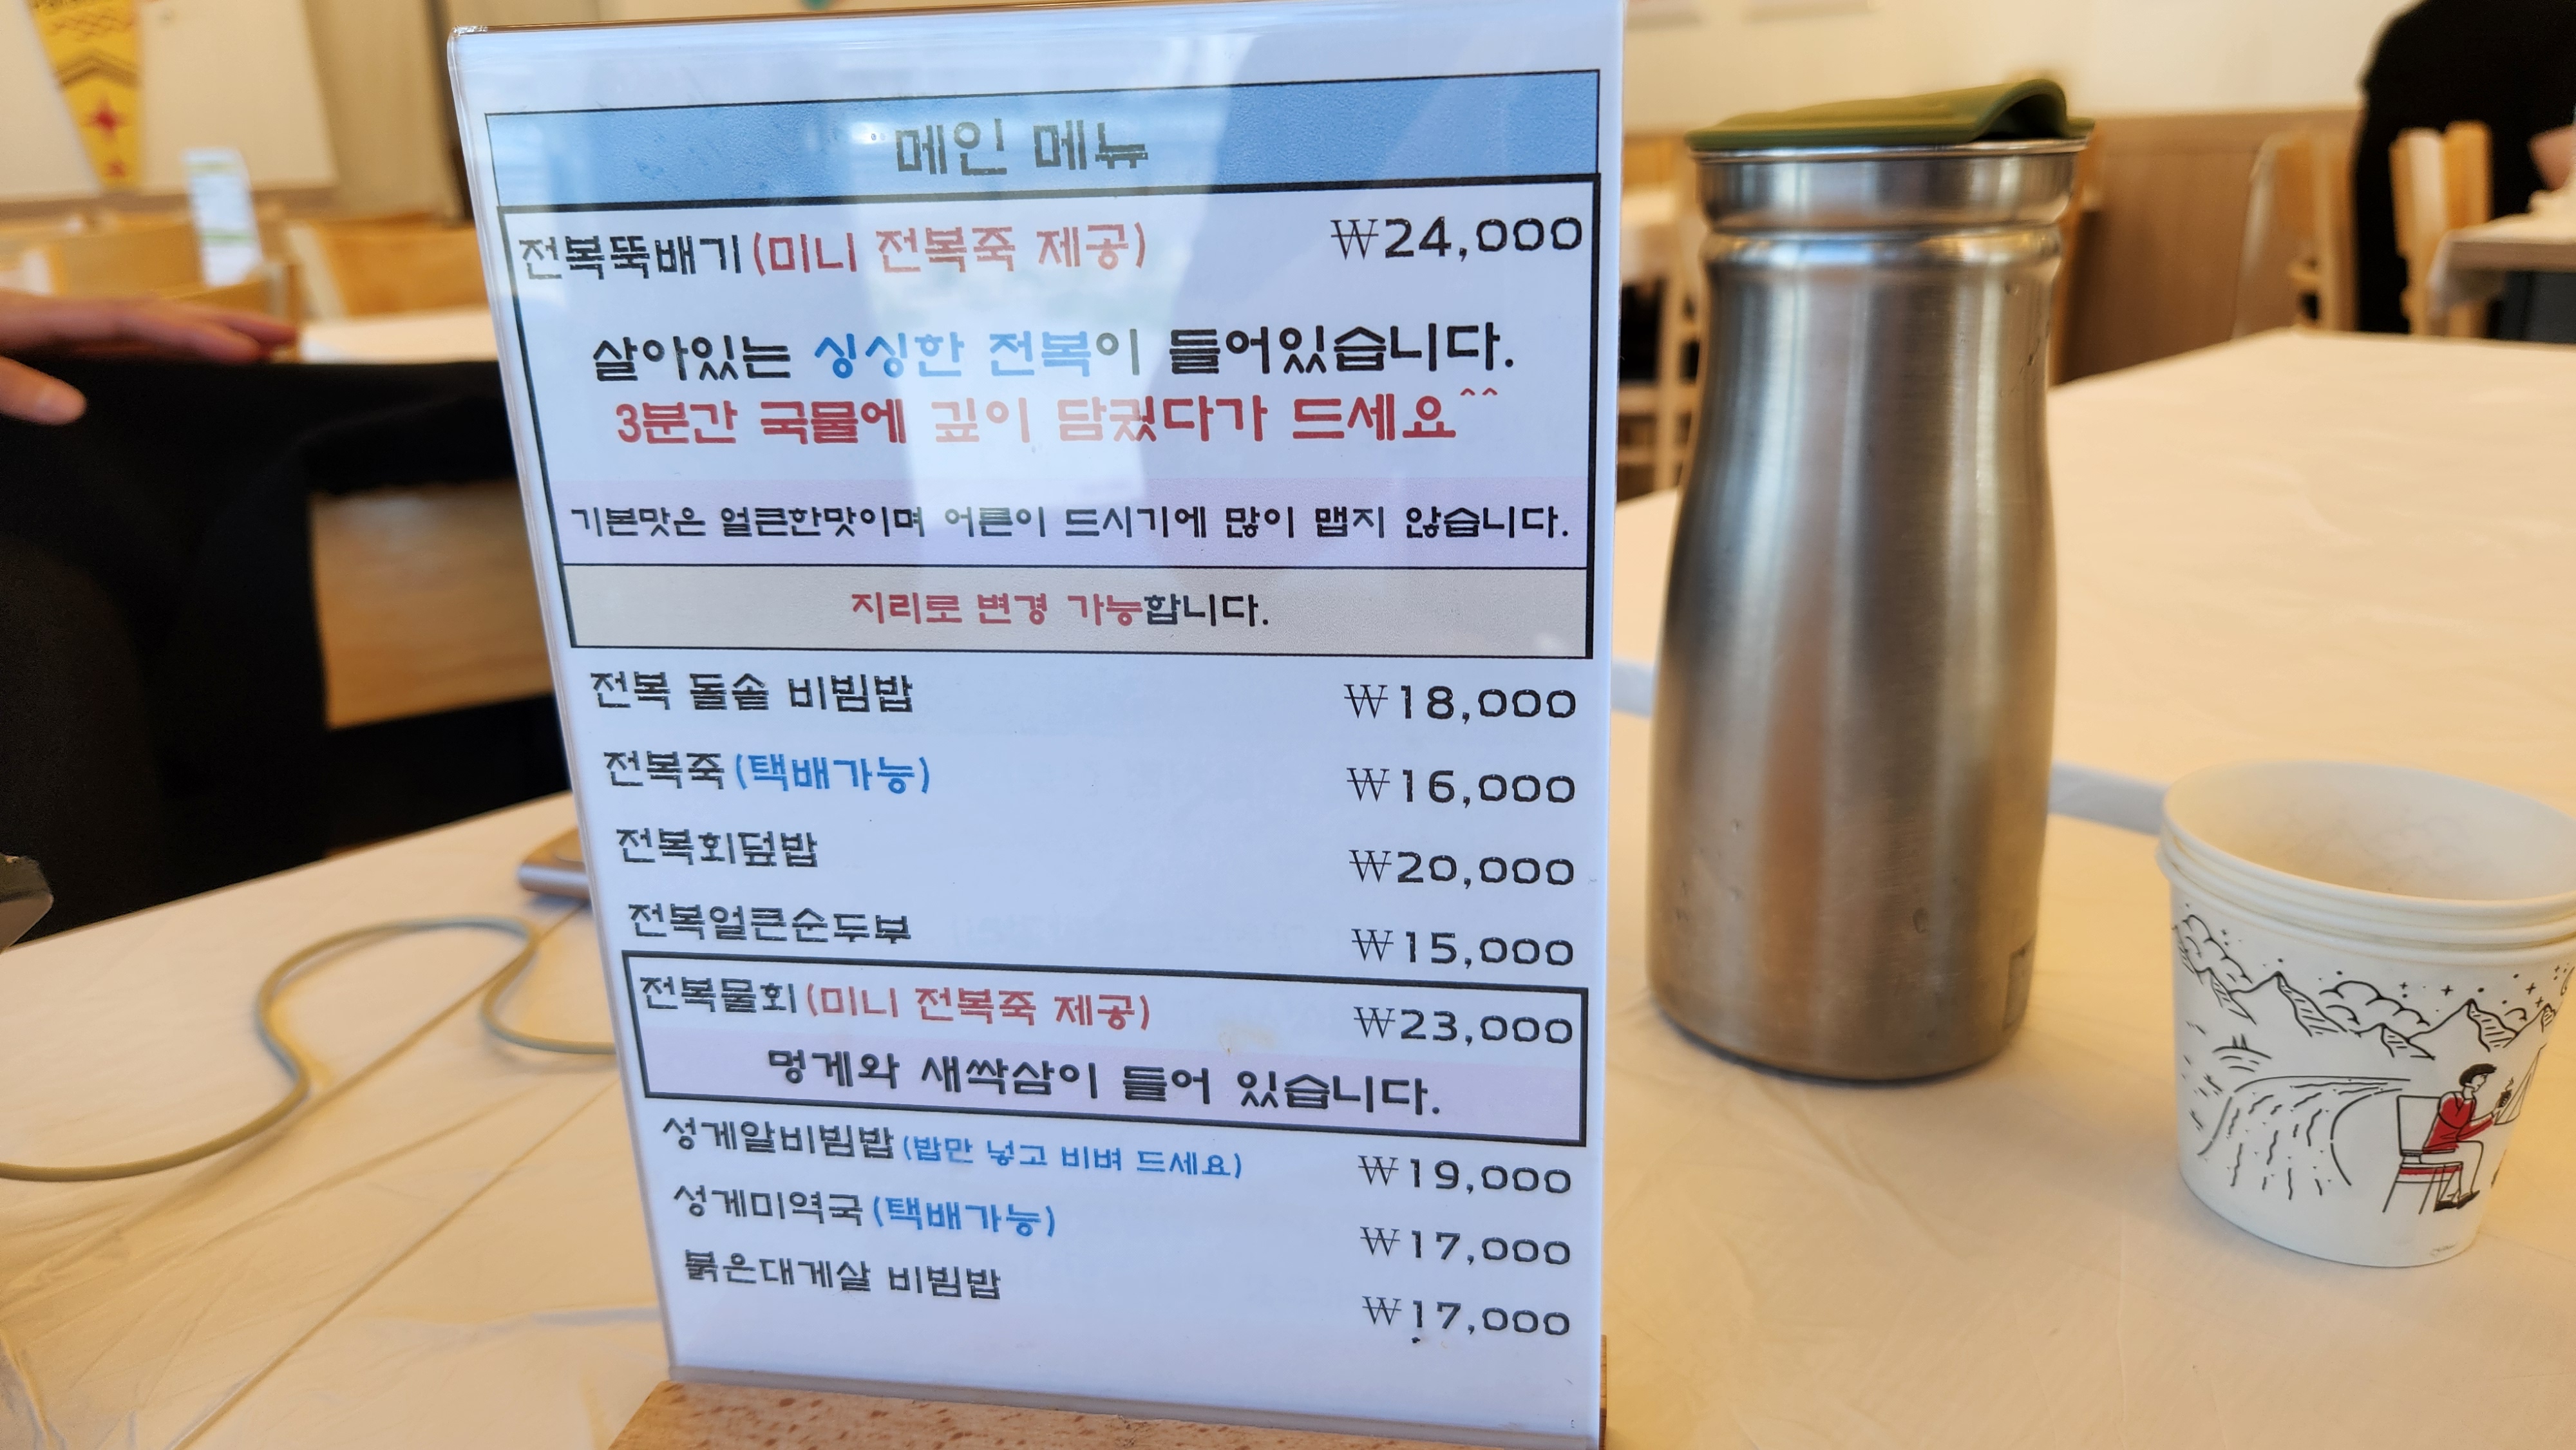 메인 메뉴
전복뚝배기(미니 전복죽 제공) ₩24,000
살아있는 싱싱한 전복이 들어있습니다.
3분간 국물에 깊이 담궜다가 드세요^^
기본맛은 얼큰한맛이며 어른이 드시기에 많이 맵지 않습니다.
지리로 변경 가능합니다.
전복 돌솥 비빔밥 ₩18,000
전복죽(택배가능) ₩16,000
전복회덮밥 ₩20,000
전복얼큰순두부 ₩15,000
전복물회(미니 전복죽 제공) ₩23,000
멍게와 새싹삼이 들어 있습니다.
성게알비빔밥(밥만 넣고 비벼 드세요) ₩19,000
성게미역국(택배가능) ₩17,000
붉은대게살 비빔밥 ₩17,000